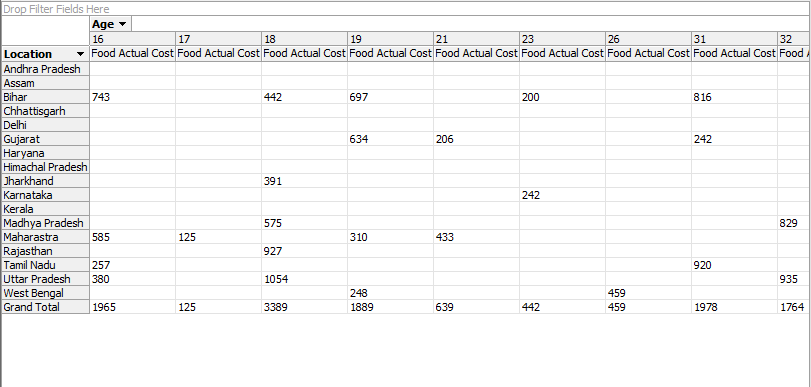 Drop Filter Fields Here
Age
16 17 18 19 21 23 26 31 32
Location Food Actual Cost Food Actual Cost Food Actual Cost Food Actual Cost Food Actual Cost Food Actual Cost Food Actual Cost Food Actual Cost Food A
Andhra Pradesh
Assam
Bihar 743 442 697 200 816
Chhattisgarh
Delhi
Gujarat 634 206 242
Haryana
Himachal Pradesh
Jharkhand 391
Karnataka 242
Kerala
Madhya Pradesh 575 829
Maharastra 585 125 310 433
Rajasthan 927
Tamil Nadu 257 920
Uttar Pradesh 380 1054 935
West Bengal 248 459
Grand Total 1965 125 3389 1889 639 442 459 1978 1764